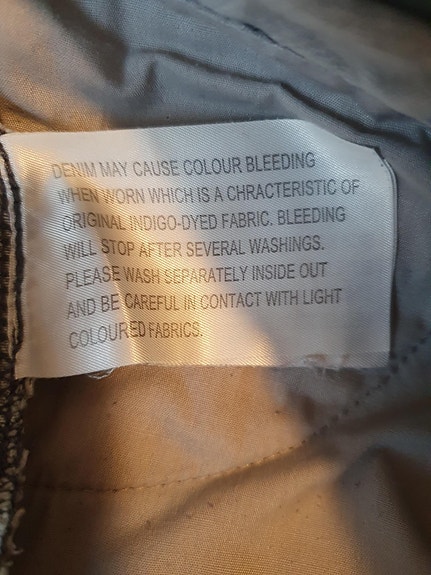 DENIM MAY CAUSE COLOUR BLEEDING
WHEN WORN WHICH IS A CHRACTERISTIC OF
ORIGINAL INDIGO-DYED FABRIC. BLEEDING
WILL STOP AFTER SEVERAL WASHINGS.
PLEASE WASH SEPARATELY INSIDE OUT
AND BE CAREFUL IN CONTACT WITH LIGHT
COLOURED FABRICS.